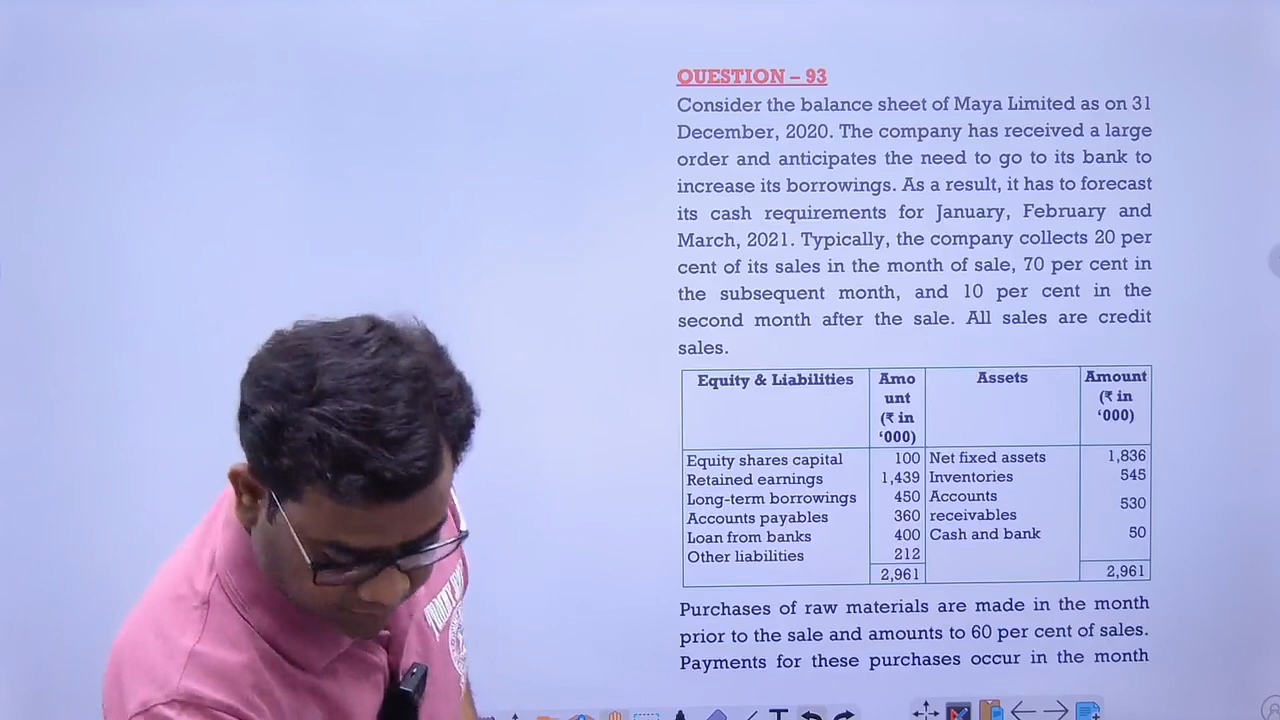 QUESTION – 93
Consider the balance sheet of Maya Limited as on 31
December, 2020. The company has received a large
order and anticipates the need to go to its bank to
increase its borrowings. As a result, it has to forecast
its cash requirements for January, February and
March, 2021. Typically, the company collects 20 per
cent of its sales in the month of sale, 70 per cent in
the subsequent month, and 10 per cent in the
second month after the sale. All sales are credit
sales.
Equity & Liabilities Amo Assets Amount
unt (₹ in
(₹ in ‘000)
‘000)
Equity shares capital 100 Net fixed assets 1,836
Retained earnings 1,439 Inventories 545
Long-term borrowings 450 Accounts
Accounts payables 360 receivables 530
Loan from banks 400 Cash and bank 50
Other liabilities 212
2,961 2,961
Purchases of raw materials are made in the month
prior to the sale and amounts to 60 per cent of sales.
Payments for these purchases occur in the month